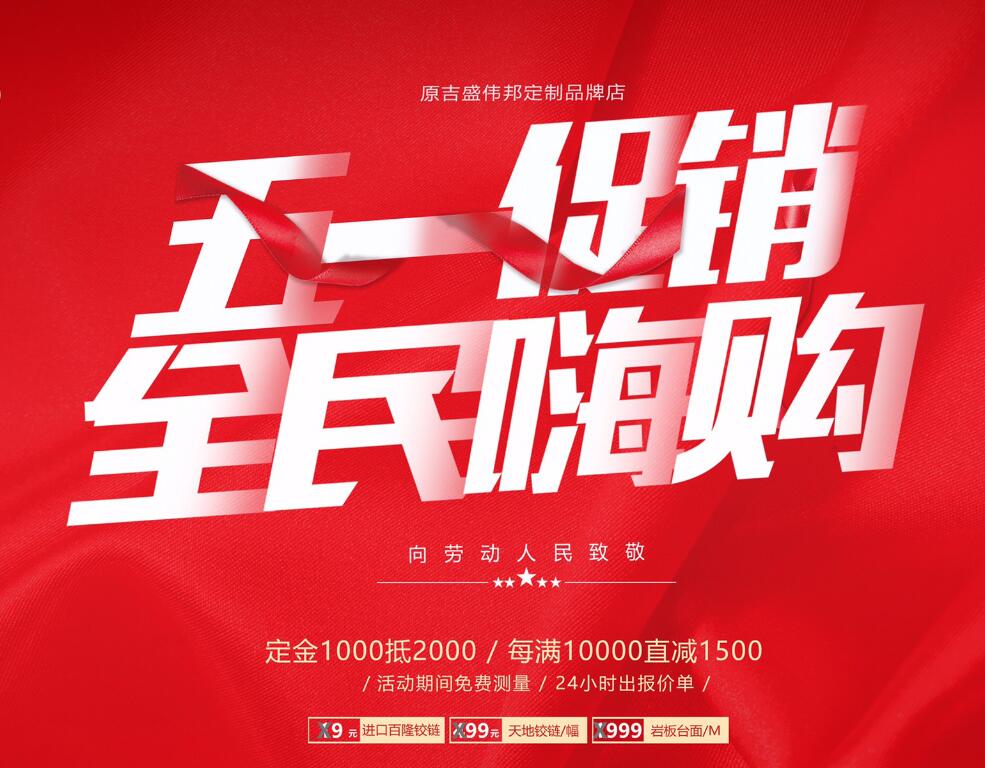 原吉盛伟邦定制品牌店
五一促销
全民嗨购
向劳动人民致敬
定金1000抵2000 / 每满10000直减1500
/ 活动期间免费测量 / 24小时出报价单 /
X9元 进口百隆铰链 X99元 天地铰链/幅 X999 岩板台面/M